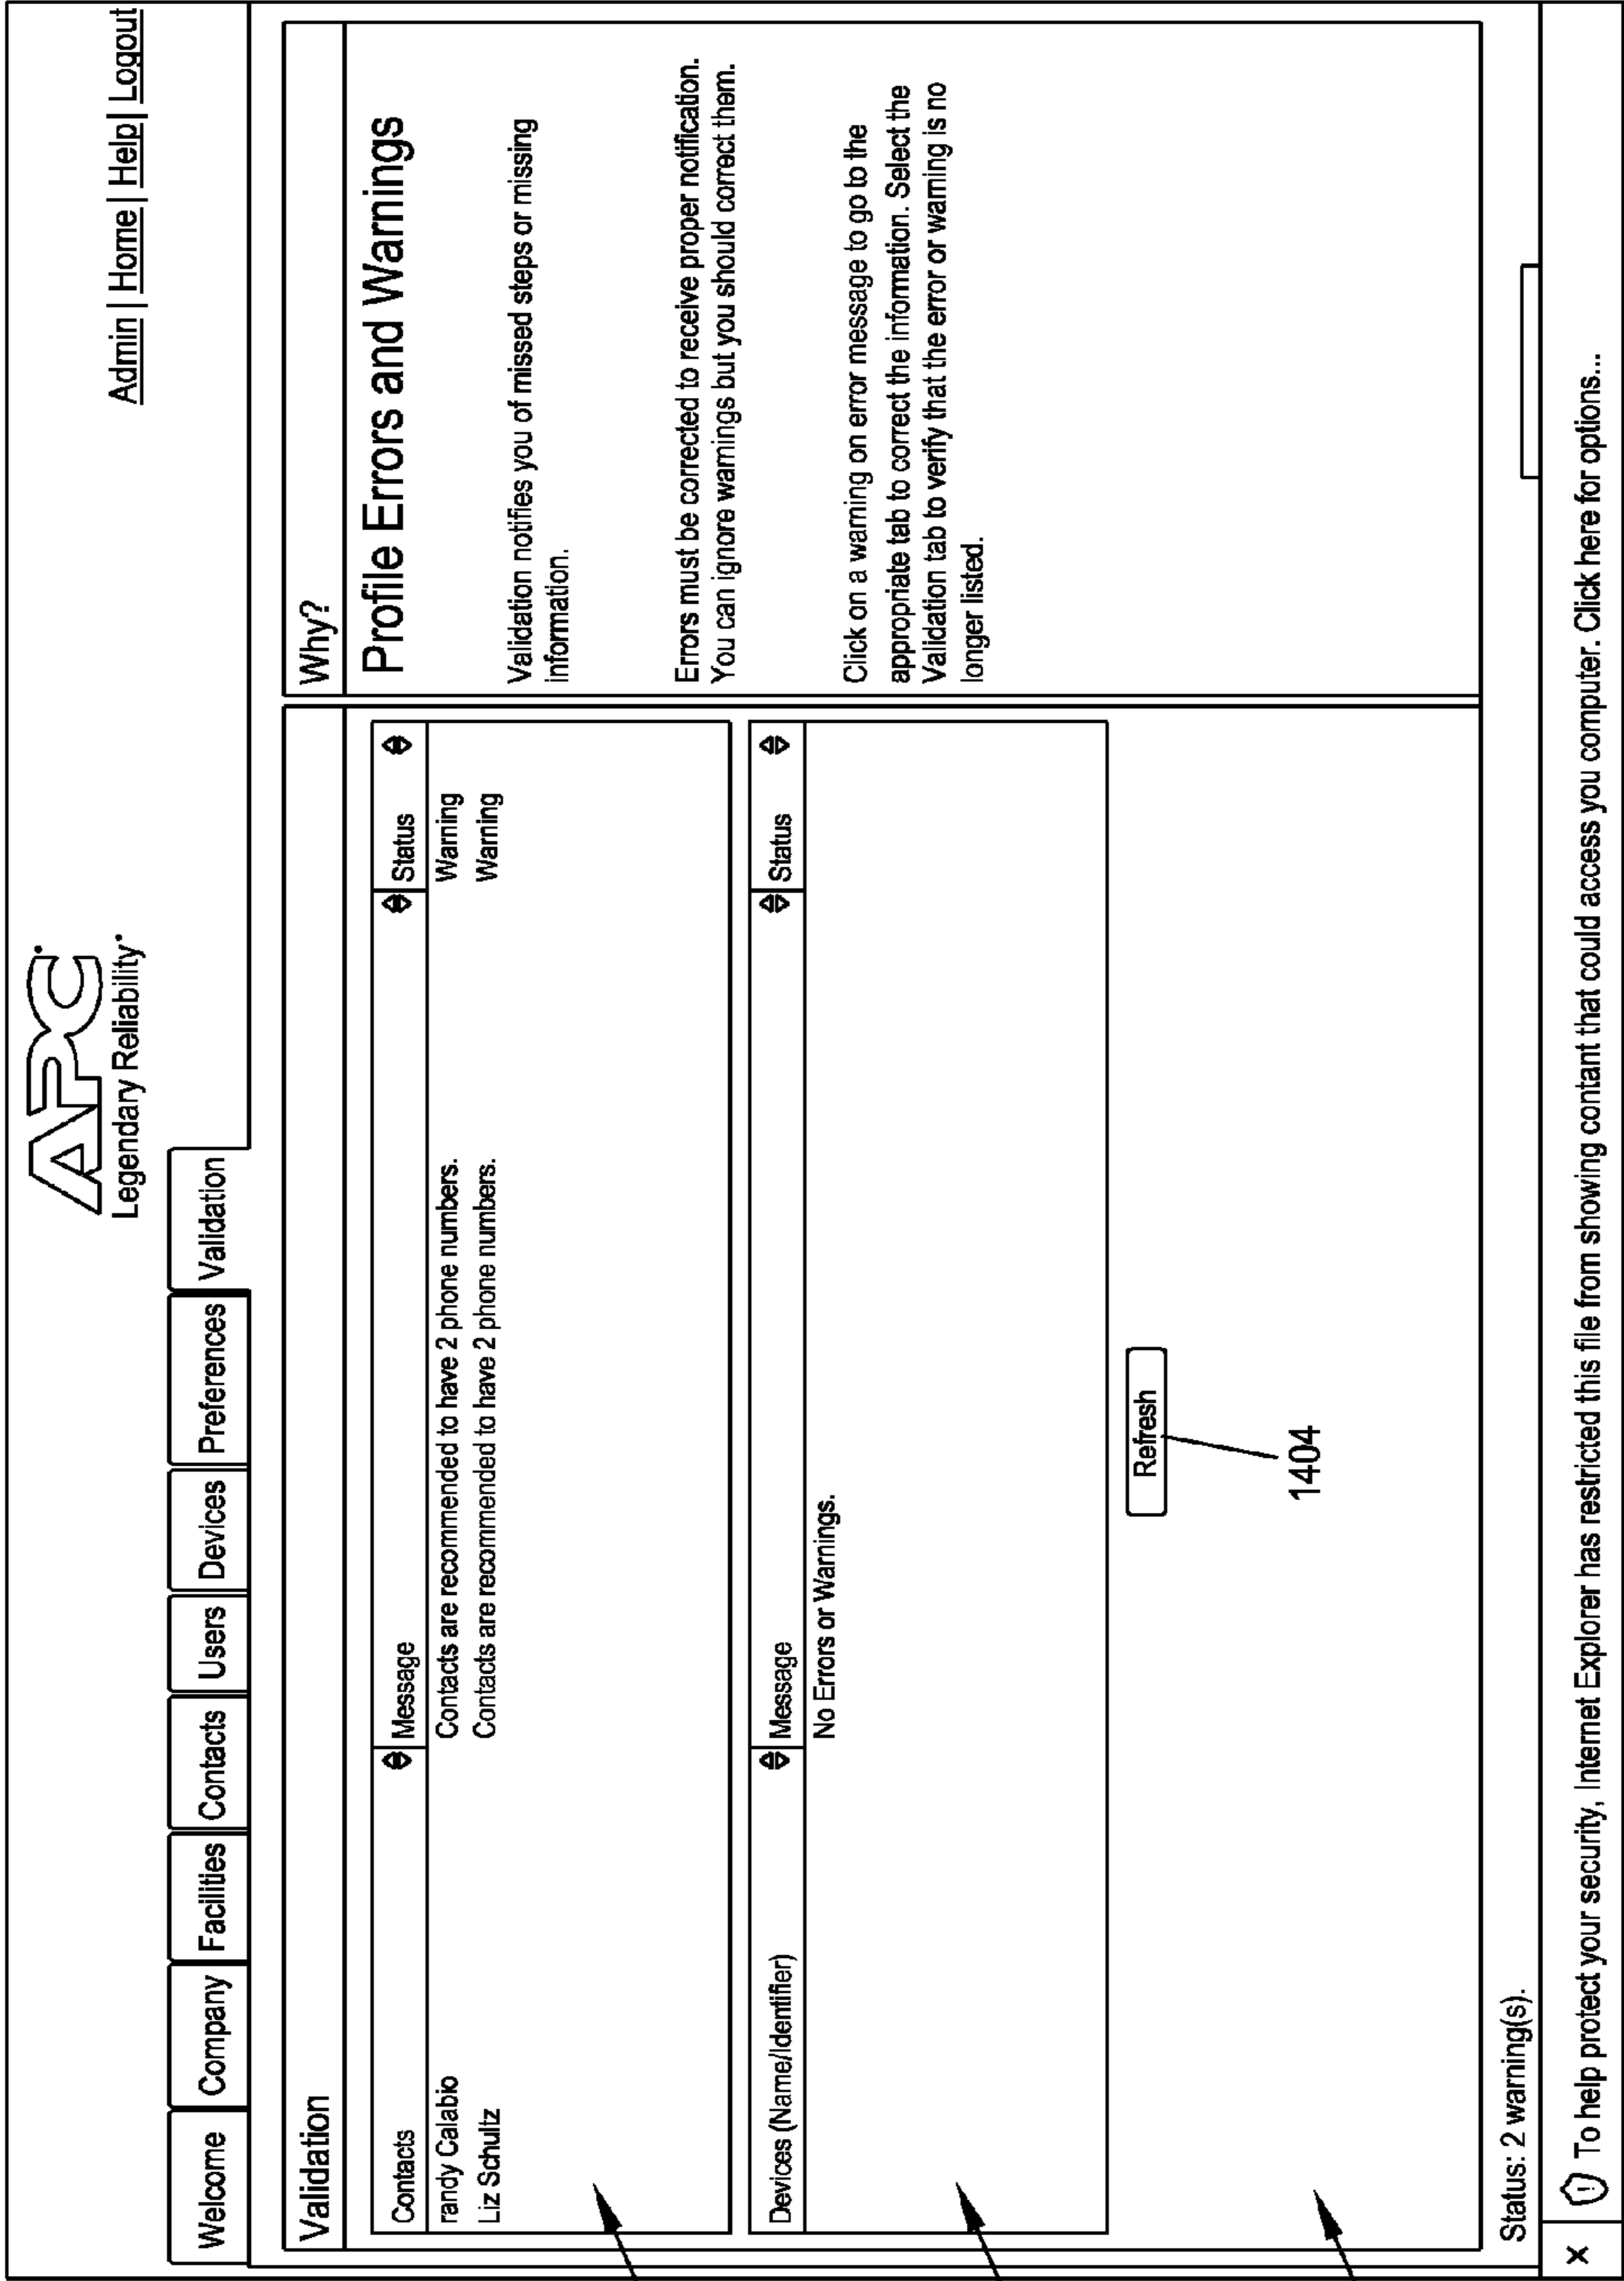 APC
Legendary Reliability
Admin | Home | Help | Logout
Welcome Company Facilities Contacts Users Devices Preferences Validation
Validation
Contacts Message Status
randy Calabio Contacts are recommended to have 2 phone numbers. Warning
Liz Schultz Contacts are recommended to have 2 phone numbers. Warning
Devices (Name/Identifier) Message Status
No Errors or Warnings.
Refresh
1404
Why?
Profile Errors and Warnings
Validation notifies you of missed steps or missing
information.
Errors must be corrected to receive proper notification.
You can ignore warnings but you should correct them.
Click on a warning on error message to go to the
appropriate tab to correct the information. Select the
Validation tab to verify that the error or warning is no
longer listed.
Status: 2 warning(s).
X ! To help protect your security, Internet Explorer has restricted this file from showing contant that could access you computer. Click here for options...